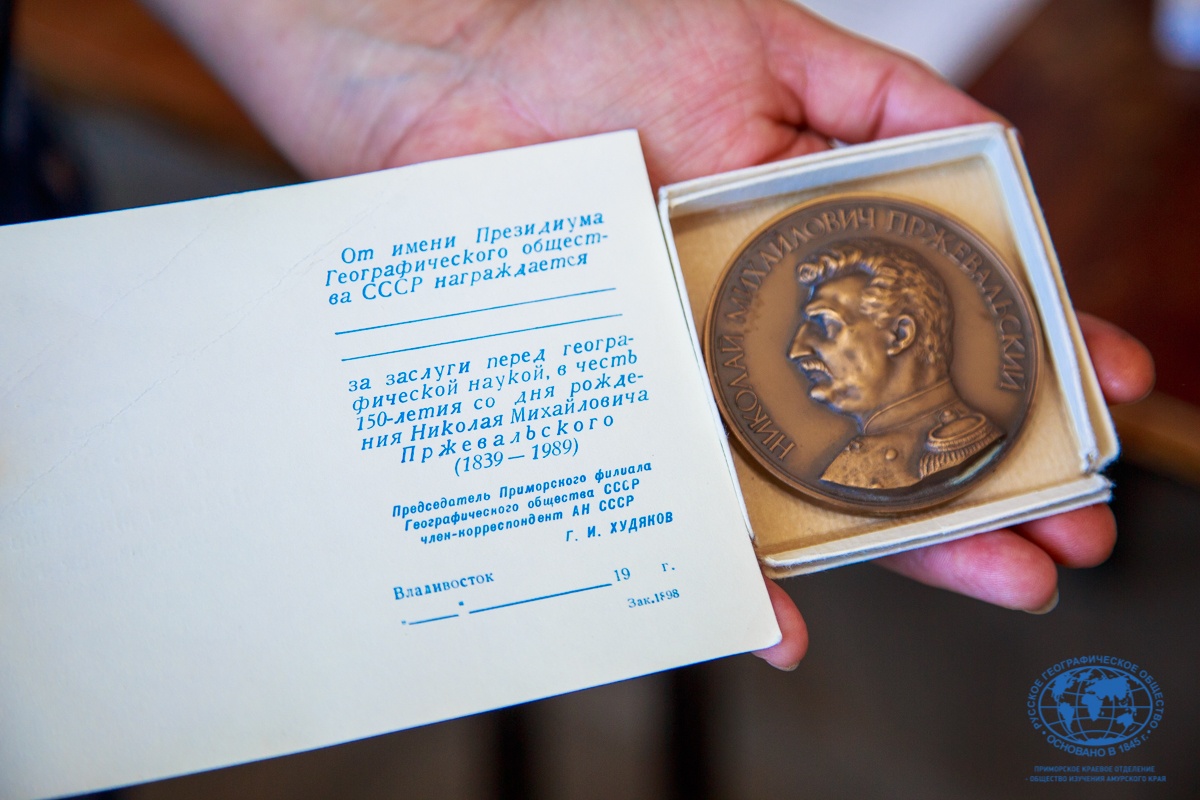 От имени Президиума
Географического общест-
ва СССР награждается
за заслуги перед геогра-
фической наукой, в честь
150-летия со дня рожде-
ния Николая Михайловича
Пржевальского
(1839 — 1989)
Председатель Приморского филиала
Географического общества СССР
член-корреспондент АН СССР
Г. И. ХУДЯКОВ
Владивосток
19 г.
Зак.1898
НИКОЛАЙ МИХАЙЛОВИЧ ПРЖЕВАЛЬСКИЙ
РУССКОЕ ГЕОГРАФИЧЕСКОЕ ОБЩЕСТВО
• ОСНОВАНО В 1845 г. •
ПРИМОРСКОЕ КРАЕВОЕ ОТДЕЛЕНИЕ
- ОБЩЕСТВО ИЗУЧЕНИЯ АМУРСКОГО КРАЯ